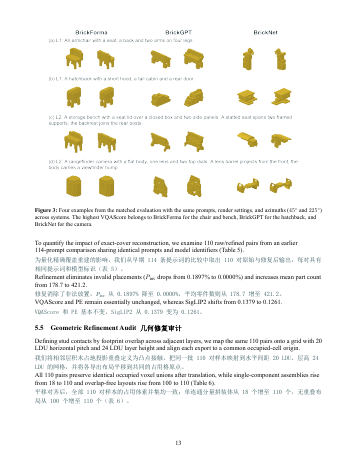 BrickForma BrickGPT BrickNet
(a) L1. An armchair with a seat, a back and two arms on four legs.
(b) L1. A hatchback with a short hood, a tall cabin and a rear door.
(c) L2. A storage bench with a seat lid over a closed box and two side panels. A slatted seat spans two framed
supports; the backrest joins the rear posts.
(d) L2. A rangefinder camera with a flat body, one lens and two top dials. A lens barrel projects from the front; the
body carries a viewfinder bump.
Figure 3: Four examples from the matched evaluation with the same prompts, render settings, and azimuths (45° and 225°)
across systems. The highest VQAScore belongs to BrickForma for the chair and bench, BrickGPT for the hatchback, and
BrickNet for the camera.
To quantify the impact of exact-cover reconstruction, we examine 110 raw/refined pairs from an earlier
114-prompt comparison sharing identical prompts and model identifiers (Table 5).
为量化精确覆盖重建的影响，我们从早期 114 条提示词的比较中取出 110 对原始与修复后输出，每对具有
相同提示词和模型标识（表 5）。
Refinement eliminates invalid placements (P drops from 0.1897% to 0.0000%) and increases mean part count
from 178.7 to 421.2.
修复消除了非法放置，P 从 0.1897% 降至 0.0000%，平均零件数则从 178.7 增至 421.2。
VQAScore and PE remain essentially unchanged, whereas SigLIP2 shifts from 0.1379 to 0.1261.
VQAScore 和 PE 基本不变，SigLIP2 从 0.1379 变为 0.1261。
5.5 Geometric Refinement Audit 几何修复审计
Defining stud contacts by footprint overlap across adjacent layers, we map the same 110 pairs onto a grid with 20
LDU horizontal pitch and 24 LDU layer height and align each export to a common occupied-cell origin.
我们将相邻层积木占地投影重叠定义为凸点接触，把同一批 110 对样本映射到水平间距 20 LDU、层高 24
LDU 的网格，并将各导出布局平移到共同的占用格原点。
All 110 pairs preserve identical occupied voxel unions after translation, while single-component assemblies rise
from 18 to 110 and overlap-free layouts rise from 100 to 110 (Table 6).
平移对齐后，全部 110 对样本的占用体素并集均一致；单连通分量拼装体从 18 个增至 110 个，无重叠布
局从 100 个增至 110 个（表 6）。
13